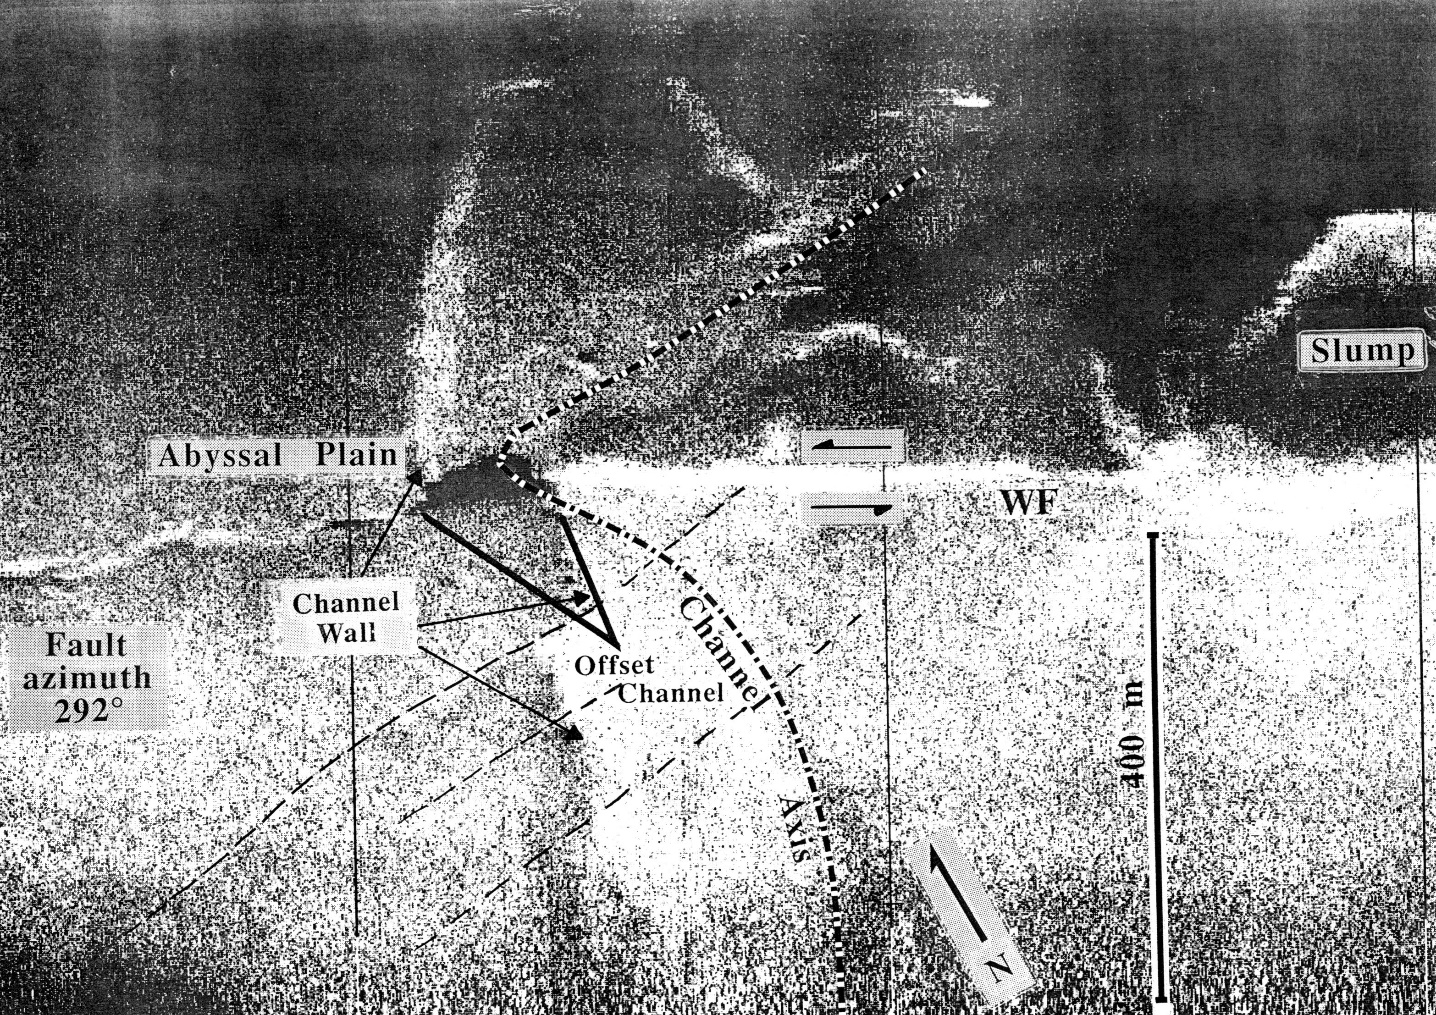 Slump
Abyssal Plain
WF
Channel
Wall
Fault
azimuth
292°
Offset
Channel
Channel
Axis
400 m
N